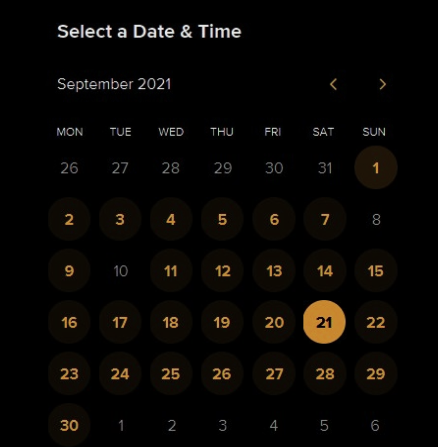 Select a Date & Time
September 2021
MON TUE WED THU FRI SAT SUN
26 27 28 29 30 31 1
2 3 4 5 6 7 8
9 10 11 12 13 14 15
16 17 18 19 20 21 22
23 24 25 26 27 28 29
30 1 2 3 4 5 6